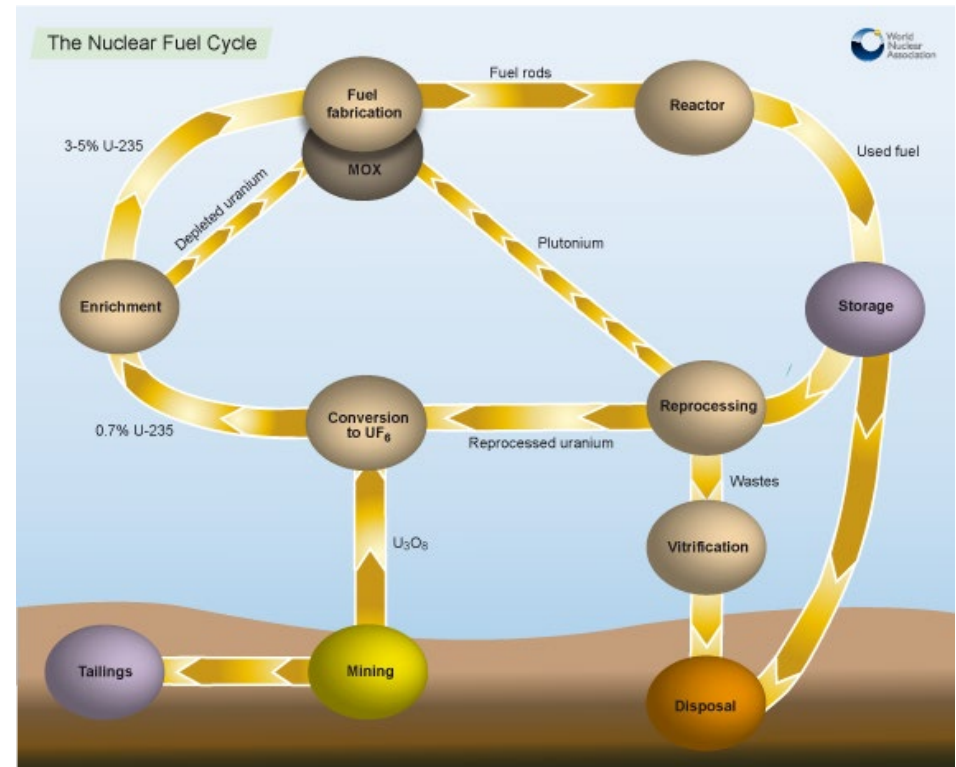 The Nuclear Fuel Cycle
World
Nuclear
Association
Fuel rods
Fuel
fabrication
Reactor
3-5% U-235
Used fuel
MOX
Depleted uranium
Plutonium
Enrichment
Storage
Reprocessing
Conversion
to UF₆
0.7% U-235
Reprocessed uranium
Wastes
U₃O₈
Vitrification
Tailings
Mining
Disposal